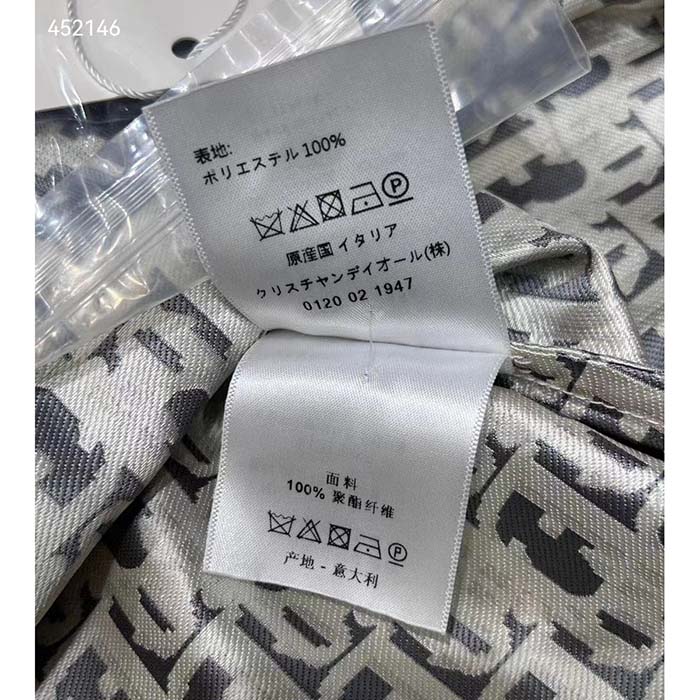 452146
表地:
ポリエステル 100%
P
原産国 イタリア
クリスチャンデイオール(株)
0120 02 1947
面料
100% 聚酯纤维
P
产地 - 意大利